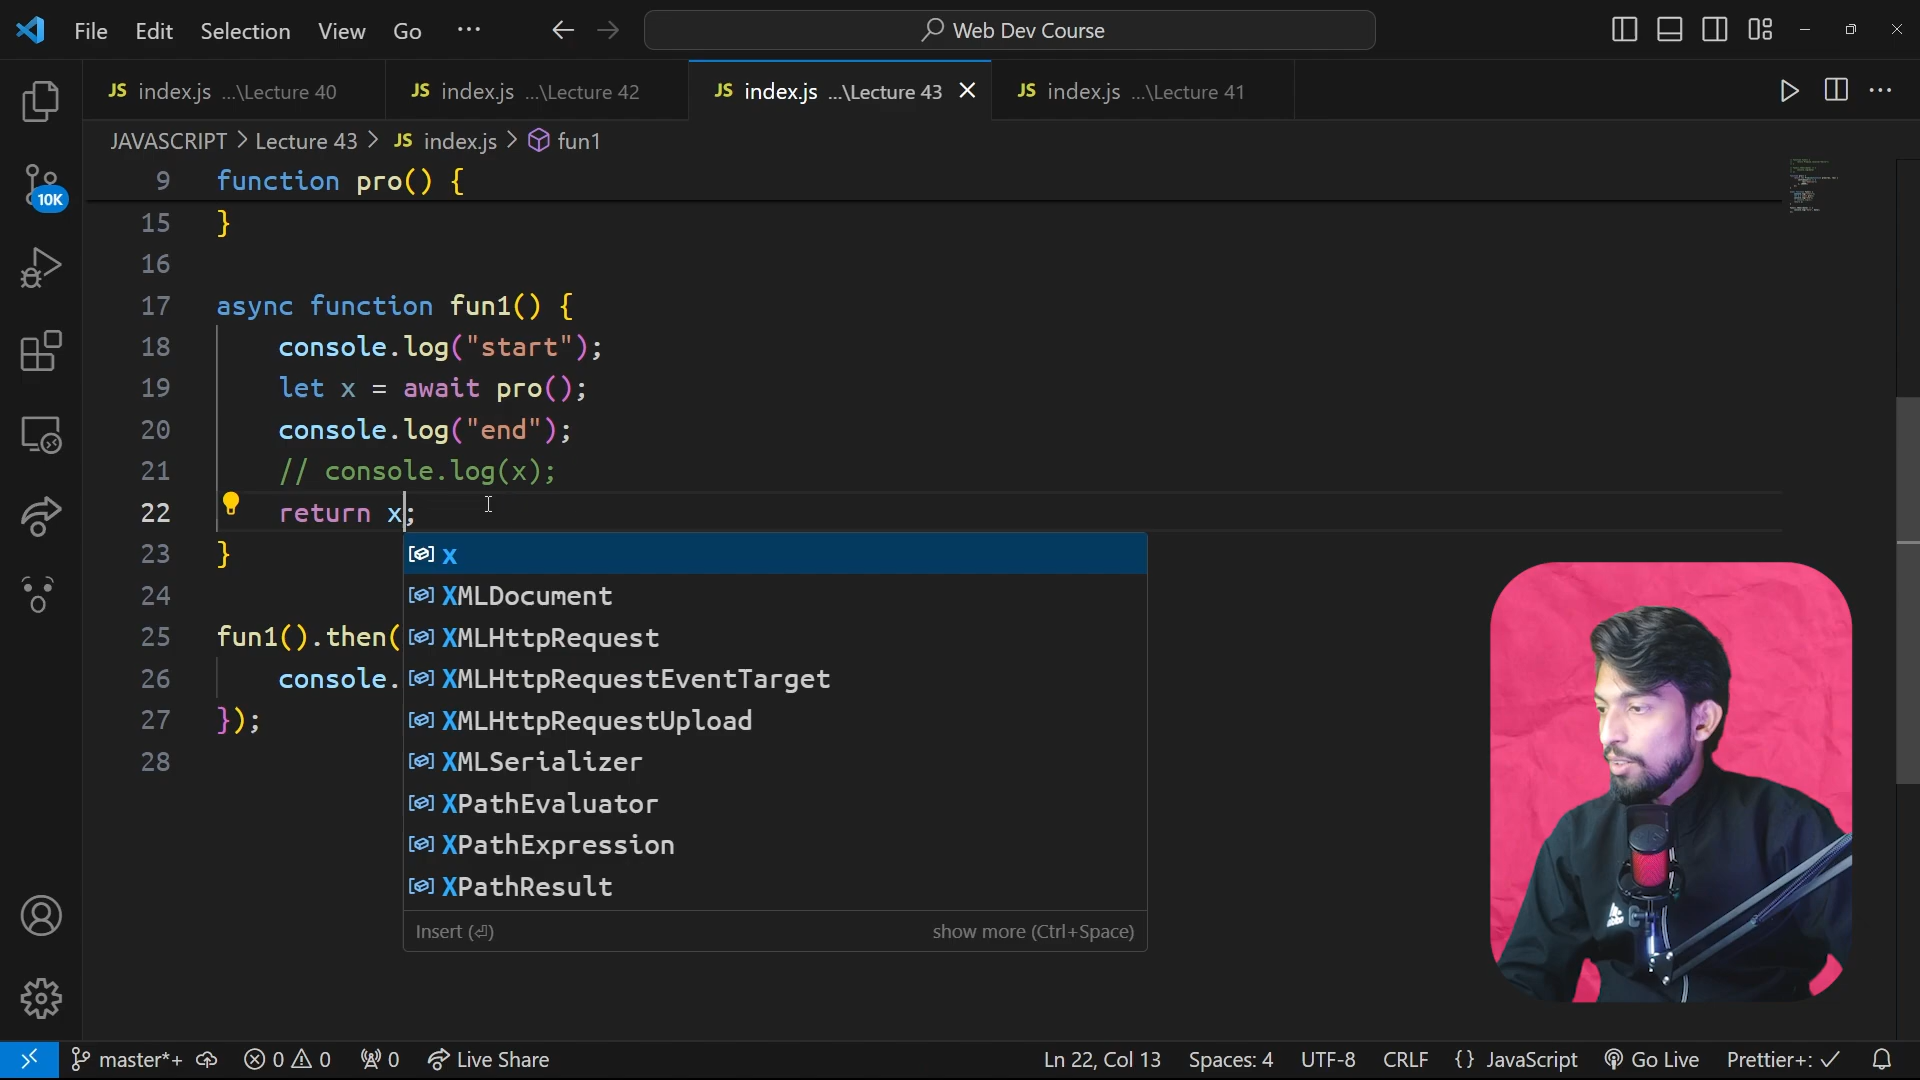 File Edit Selection View Go ··· Web Dev Course
JS index.js ...\Lecture 40 JS index.js ...\Lecture 42 JS index.js ...\Lecture 43 JS index.js ...\Lecture 41
JAVASCRIPT > Lecture 43 > JS index.js > fun1
9 function pro() {
10K
15 }
16
17 async function fun1() {
18 console.log("start");
19 let x = await pro();
20 console.log("end");
21 // console.log(x);
22 return x;
23 }
x
24
XMLDocument
25 fun1().then(
XMLHttpRequest
26 console.
XMLHttpRequestEventTarget
27 });
XMLHttpRequestUpload
28
XMLSerializer
XPathEvaluator
XPathExpression
XPathResult
Insert (⏎) show more (Ctrl+Space)
master*+ 0 0 0 Live Share Ln 22, Col 13 Spaces: 4 UTF-8 CRLF {} JavaScript Go Live Prettier+: ✓